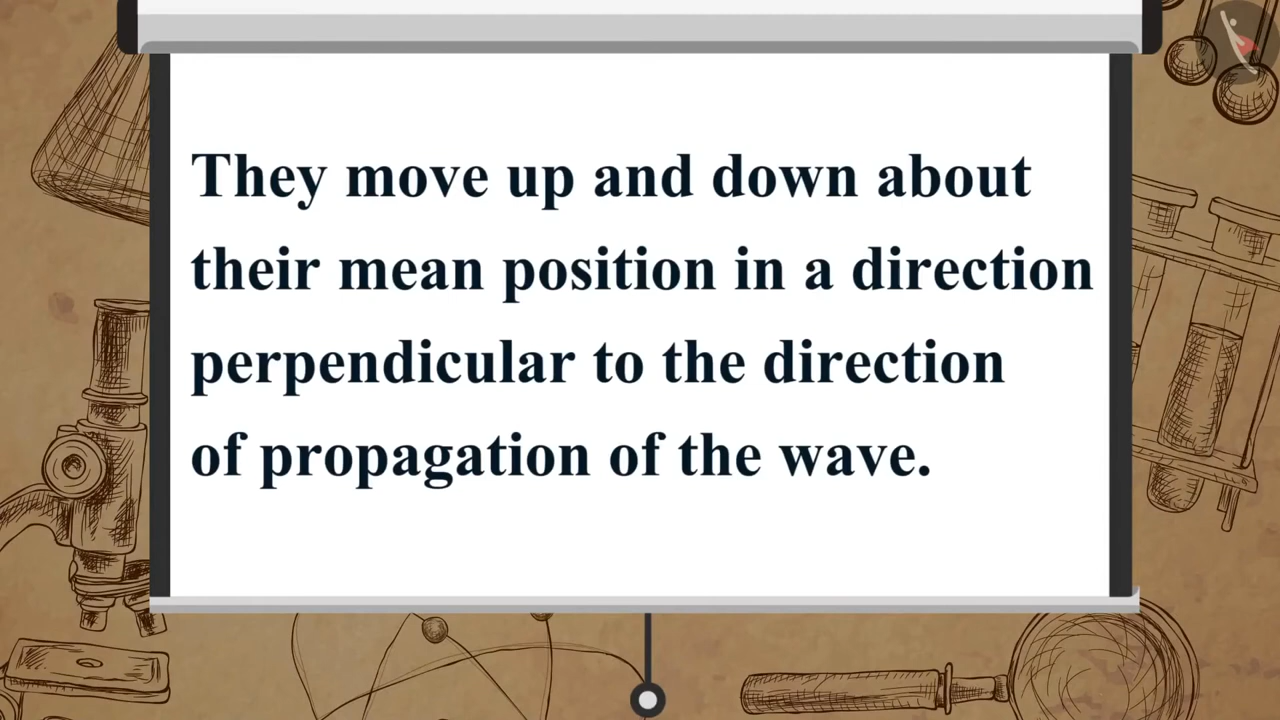 They move up and down about
their mean position in a direction
perpendicular to the direction
of propagation of the wave.